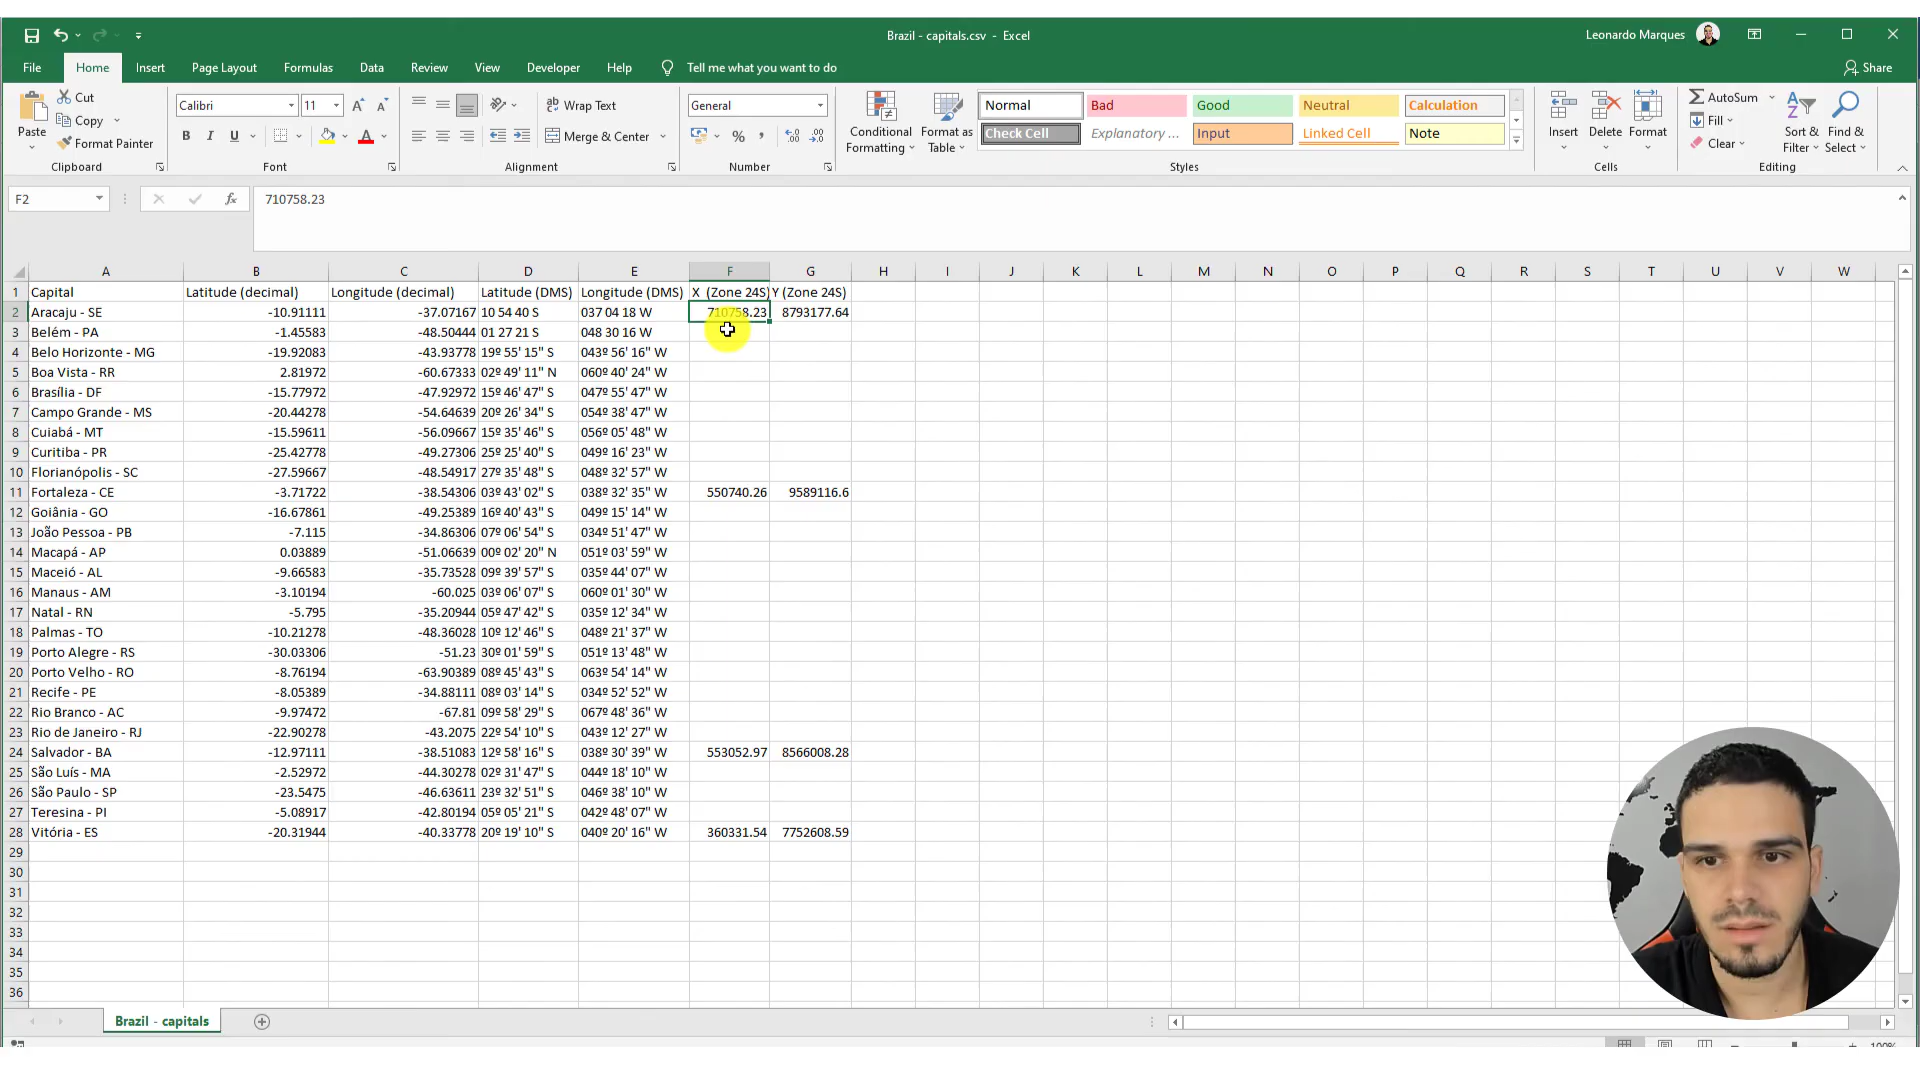 Brazil - capitals.csv - Excel
Leonardo Marques
File Home Insert Page Layout Formulas Data Review View Developer Help Tell me what you want to do Share
Paste
Cut
Copy
Format Painter
Clipboard
Calibri 11
B I U
Font
Wrap Text
Merge & Center
Alignment
General
Number
Conditional Formatting
Format as Table
Normal Bad Good Neutral Calculation
Check Cell Explanatory ... Input Linked Cell Note
Styles
Insert Delete Format
Cells
AutoSum
Fill
Clear
Sort & Filter
Find & Select
Editing
F2 fx 710758.23
A B C D E F G H I J K L M N O P Q R S T U V W
1 Capital Latitude (decimal) Longitude (decimal) Latitude (DMS) Longitude (DMS) X (Zone 24S) Y (Zone 24S)
2 Aracaju - SE -10.91111 -37.07167 10 54 40 S 037 04 18 W 710758.23 8793177.64
3 Belém - PA -1.45583 -48.50444 01 27 21 S 048 30 16 W
4 Belo Horizonte - MG -19.92083 -43.93778 19º 55' 15" S 043º 56' 16" W
5 Boa Vista - RR 2.81972 -60.67333 02º 49' 11" N 060º 40' 24" W
6 Brasília - DF -15.77972 -47.92972 15º 46' 47" S 047º 55' 47" W
7 Campo Grande - MS -20.44278 -54.64639 20º 26' 34" S 054º 38' 47" W
8 Cuiabá - MT -15.59611 -56.09667 15º 35' 46" S 056º 05' 48" W
9 Curitiba - PR -25.42778 -49.27306 25º 25' 40" S 049º 16' 23" W
10 Florianópolis - SC -27.59667 -48.54917 27º 35' 48" S 048º 32' 57" W
11 Fortaleza - CE -3.71722 -38.54306 03º 43' 02" S 038º 32' 35" W 550740.26 9589116.6
12 Goiânia - GO -16.67861 -49.25389 16º 40' 43" S 049º 15' 14" W
13 João Pessoa - PB -7.115 -34.86306 07º 06' 54" S 034º 51' 47" W
14 Macapá - AP 0.03889 -51.06639 00º 02' 20" N 051º 03' 59" W
15 Maceió - AL -9.66583 -35.73528 09º 39' 57" S 035º 44' 07" W
16 Manaus - AM -3.10194 -60.025 03º 06' 07" S 060º 01' 30" W
17 Natal - RN -5.795 -35.20944 05º 47' 42" S 035º 12' 34" W
18 Palmas - TO -10.21278 -48.36028 10º 12' 46" S 048º 21' 37" W
19 Porto Alegre - RS -30.03306 -51.23 30º 01' 59" S 051º 13' 48" W
20 Porto Velho - RO -8.76194 -63.90389 08º 45' 43" S 063º 54' 14" W
21 Recife - PE -8.05389 -34.88111 08º 03' 14" S 034º 52' 52" W
22 Rio Branco - AC -9.97472 -67.81 09º 58' 29" S 067º 48' 36" W
23 Rio de Janeiro - RJ -22.90278 -43.2075 22º 54' 10" S 043º 12' 27" W
24 Salvador - BA -12.97111 -38.51083 12º 58' 16" S 038º 30' 39" W 553052.97 8566008.28
25 São Luís - MA -2.52972 -44.30278 02º 31' 47" S 044º 18' 10" W
26 São Paulo - SP -23.5475 -46.63611 23º 32' 51" S 046º 38' 10" W
27 Teresina - PI -5.08917 -42.80194 05º 05' 21" S 042º 48' 07" W
28 Vitória - ES -20.31944 -40.33778 20º 19' 10" S 040º 20' 16" W 360331.54 7752608.59
29
30
31
32
33
34
35
36
Brazil - capitals